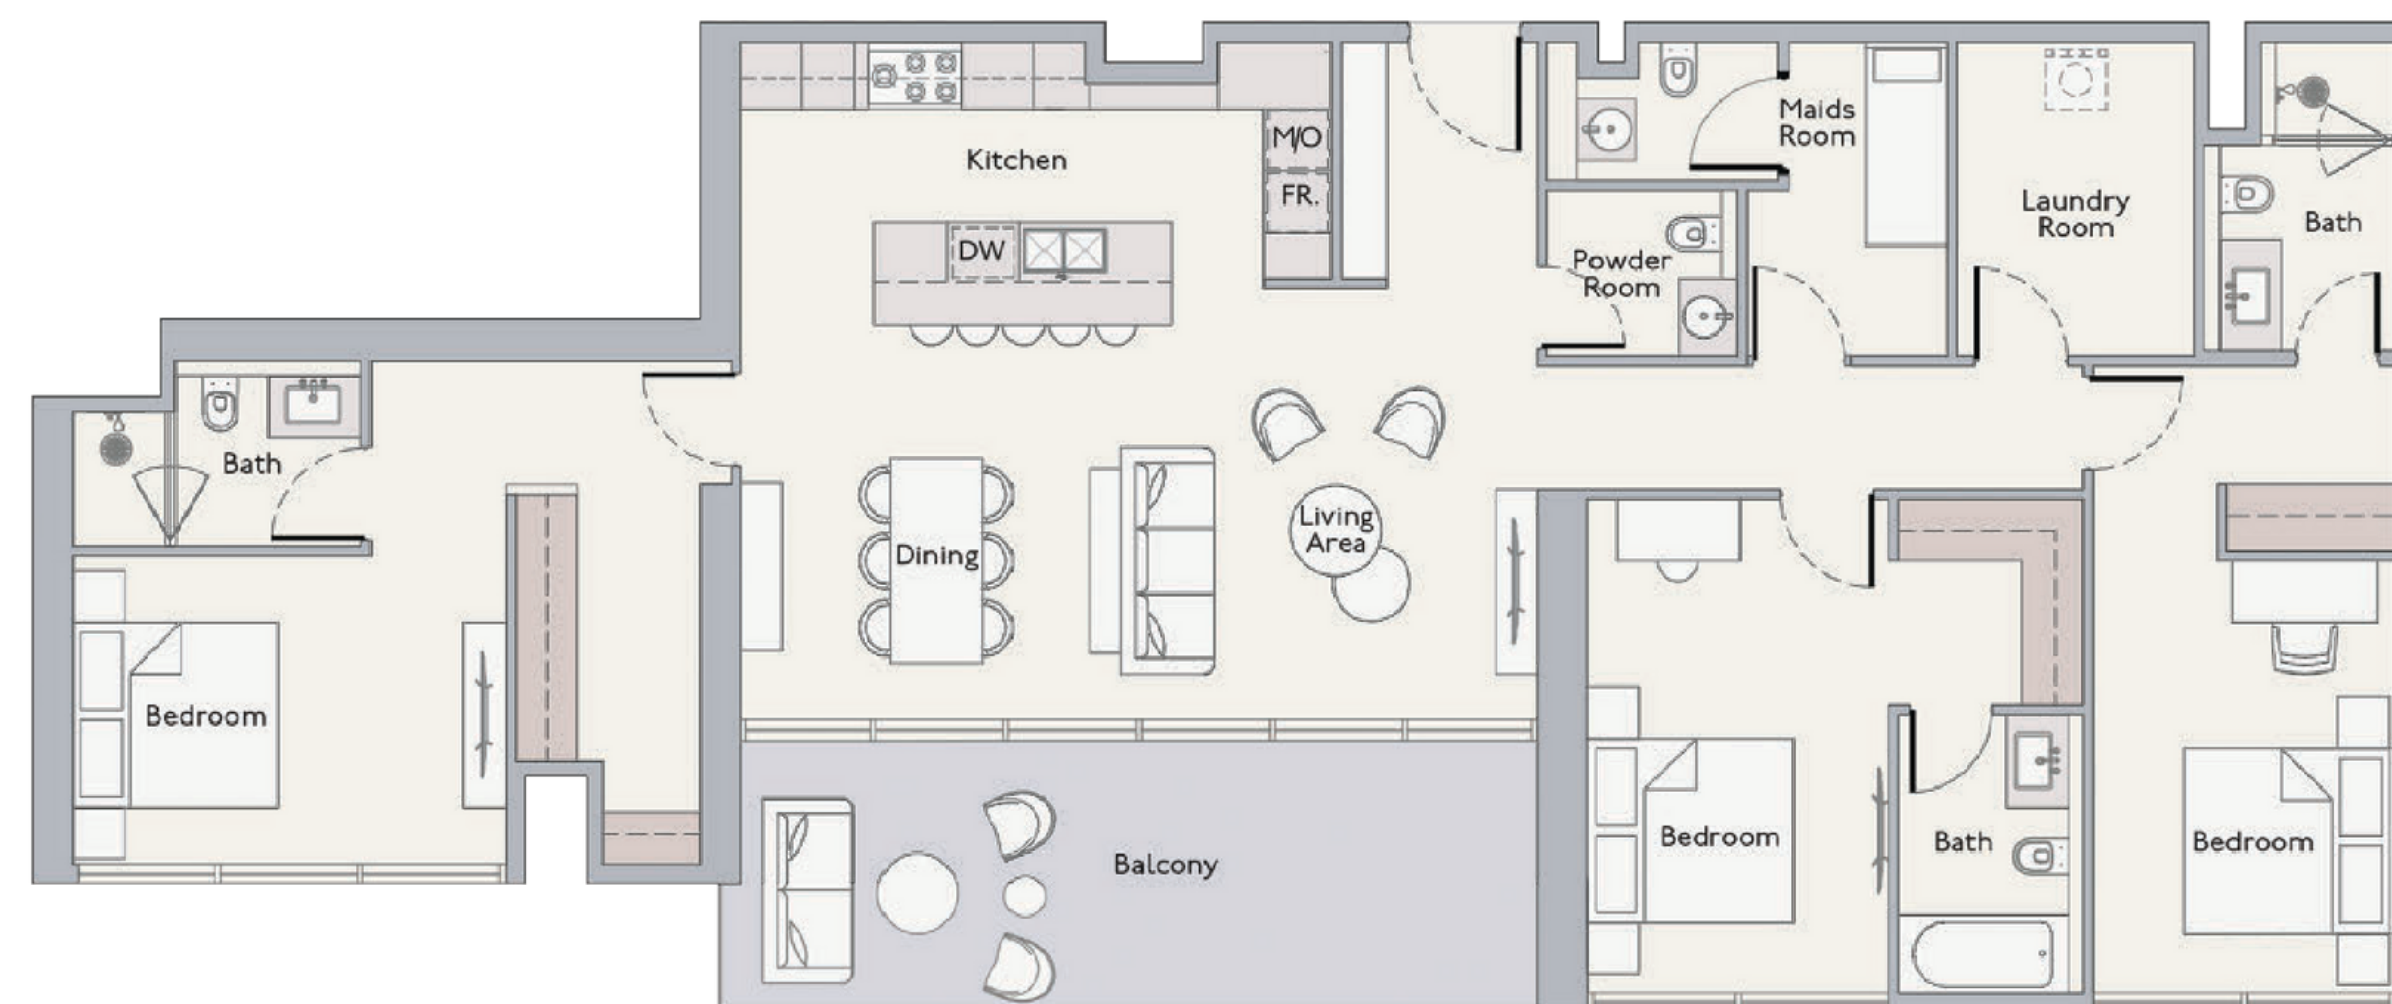 Kitchen
M/O
FR.
DW
Maids
Room
Laundry
Room
Powder
Room
Bath
Bath
Dining
Living
Area
Bedroom
Bedroom
Bath
Bedroom
Balcony